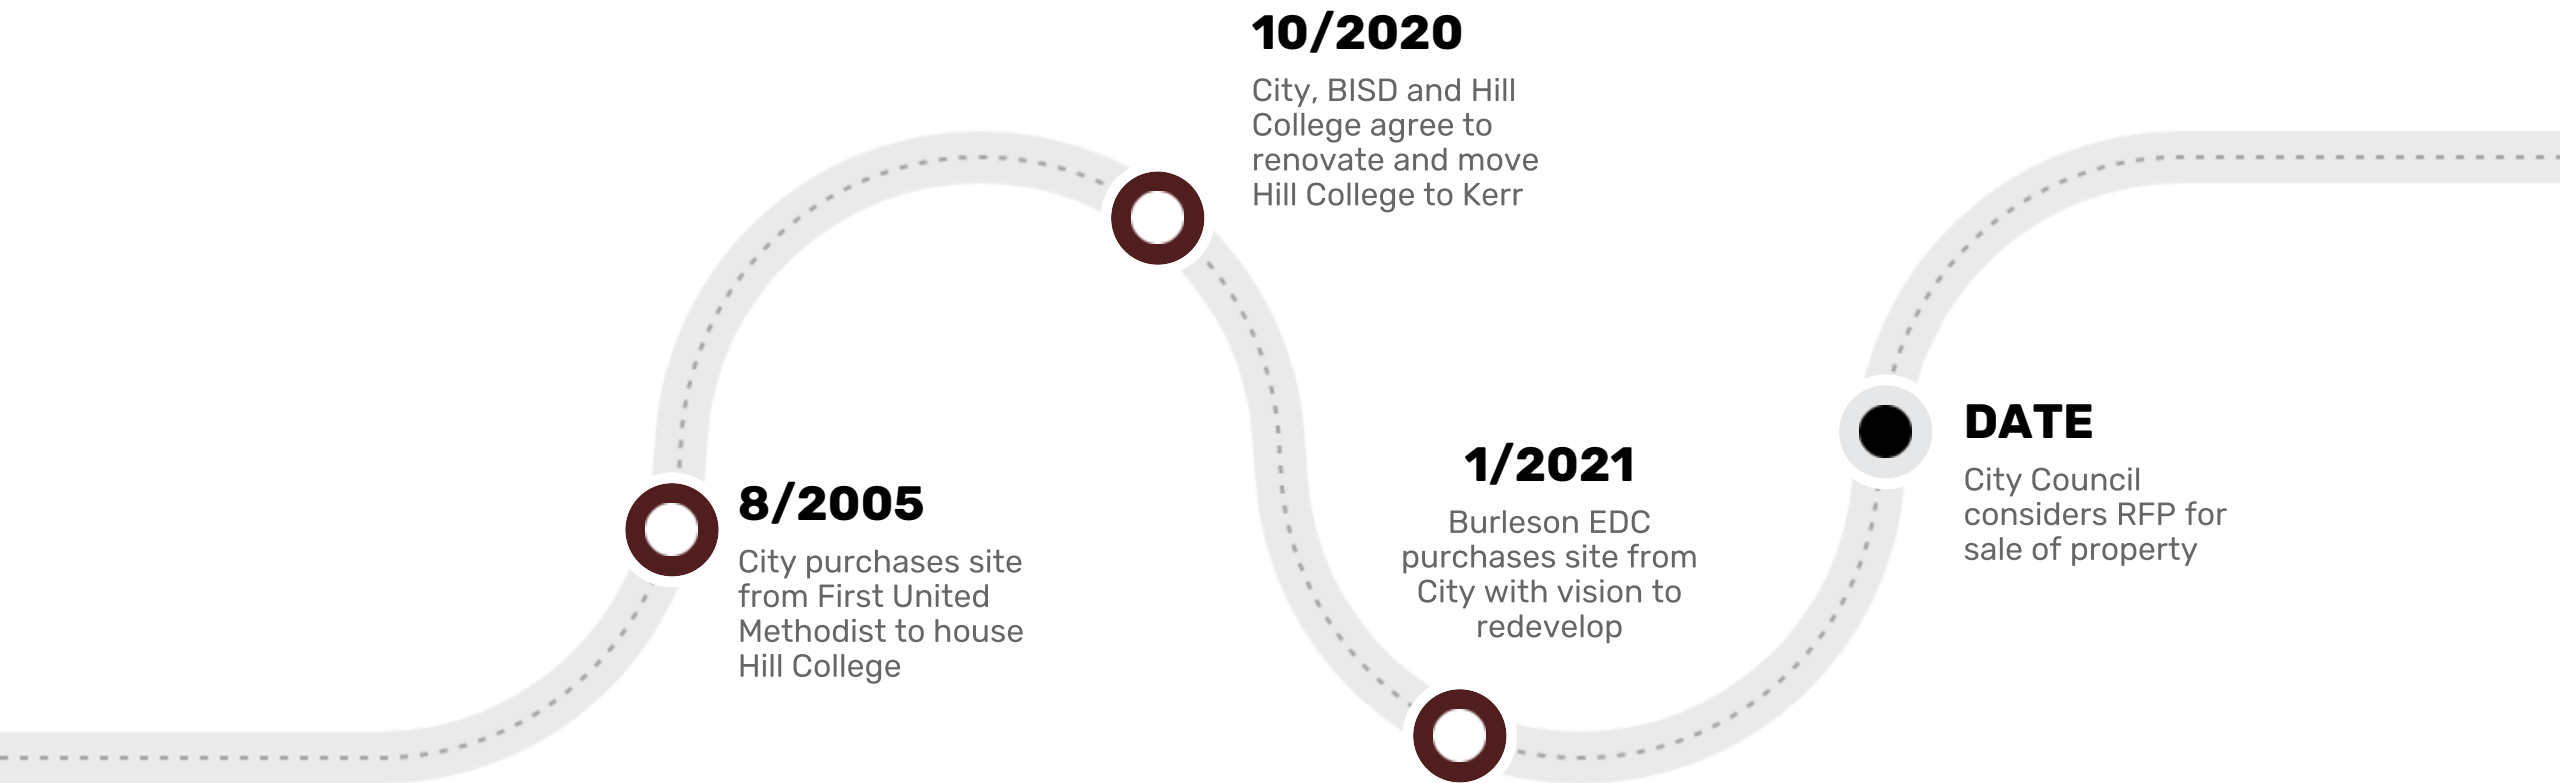 10/2020
City, BISD and Hill
College agree to
renovate and move
Hill College to Kerr
8/2005
City purchases site
from First United
Methodist to house
Hill College
1/2021
Burleson EDC
purchases site from
City with vision to
redevelop
DATE
City Council
considers RFP for
sale of property